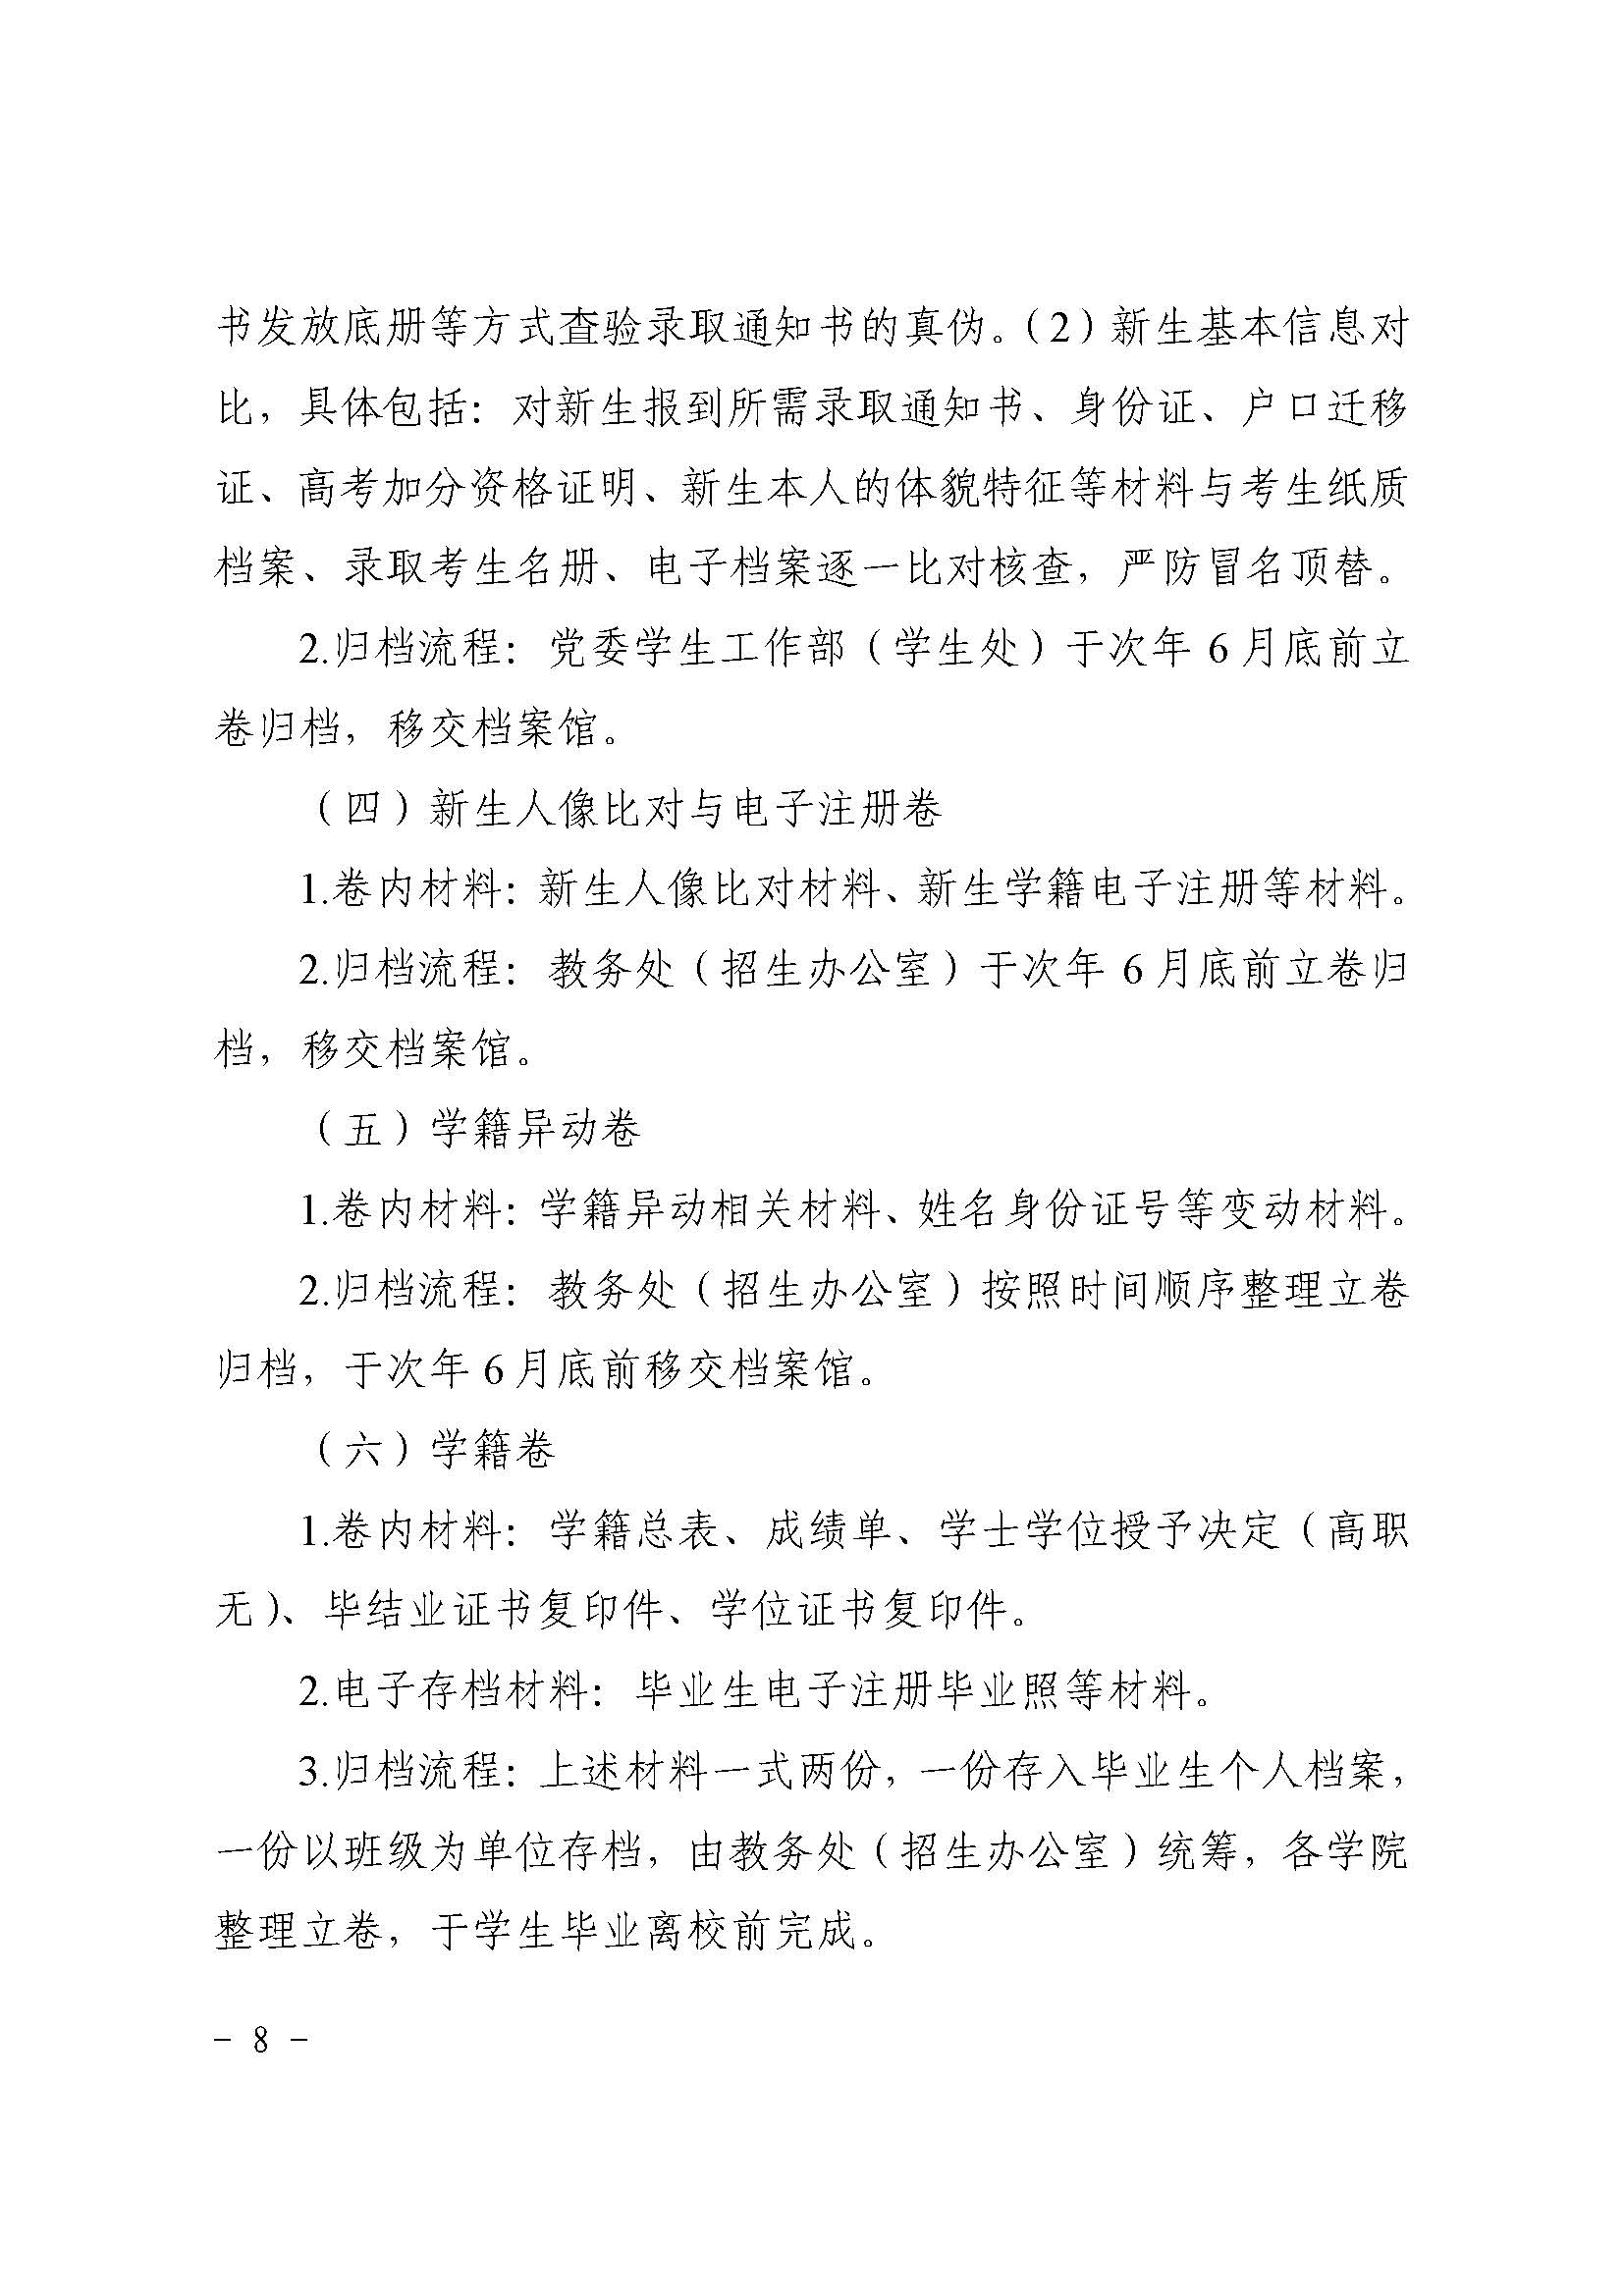 书发放底册等方式查验录取通知书的真伪。（2）新生基本信息对
比，具体包括：对新生报到所需录取通知书、身份证、户口迁移
证、高考加分资格证明、新生本人的体貌特征等材料与考生纸质
档案、录取考生名册、电子档案逐一比对核查，严防冒名顶替。
2.归档流程：党委学生工作部（学生处）于次年 6 月底前立
卷归档，移交档案馆。
（四）新生人像比对与电子注册卷
1.卷内材料：新生人像比对材料、新生学籍电子注册等材料。
2.归档流程：教务处（招生办公室）于次年 6 月底前立卷归
档，移交档案馆。
（五）学籍异动卷
1.卷内材料：学籍异动相关材料、姓名身份证号等变动材料。
2.归档流程：教务处（招生办公室）按照时间顺序整理立卷
归档，于次年 6 月底前移交档案馆。
（六）学籍卷
1.卷内材料：学籍总表、成绩单、学士学位授予决定（高职
无）、毕结业证书复印件、学位证书复印件。
2.电子存档材料：毕业生电子注册毕业照等材料。
3.归档流程：上述材料一式两份，一份存入毕业生个人档案，
一份以班级为单位存档，由教务处（招生办公室）统筹，各学院
整理立卷，于学生毕业离校前完成。
- 8 -